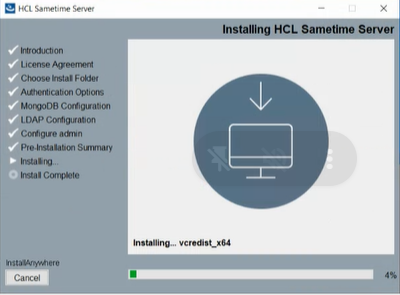 HCL Sametime Server
Installing HCL Sametime Server
Introduction
License Agreement
Choose Install Folder
Authentication Options
MongoDB Configuration
LDAP Configuration
Configure admin
Pre-Installation Summary
Installing...
Install Complete
Installing... vcredist_x64
InstallAnywhere
Cancel
4%